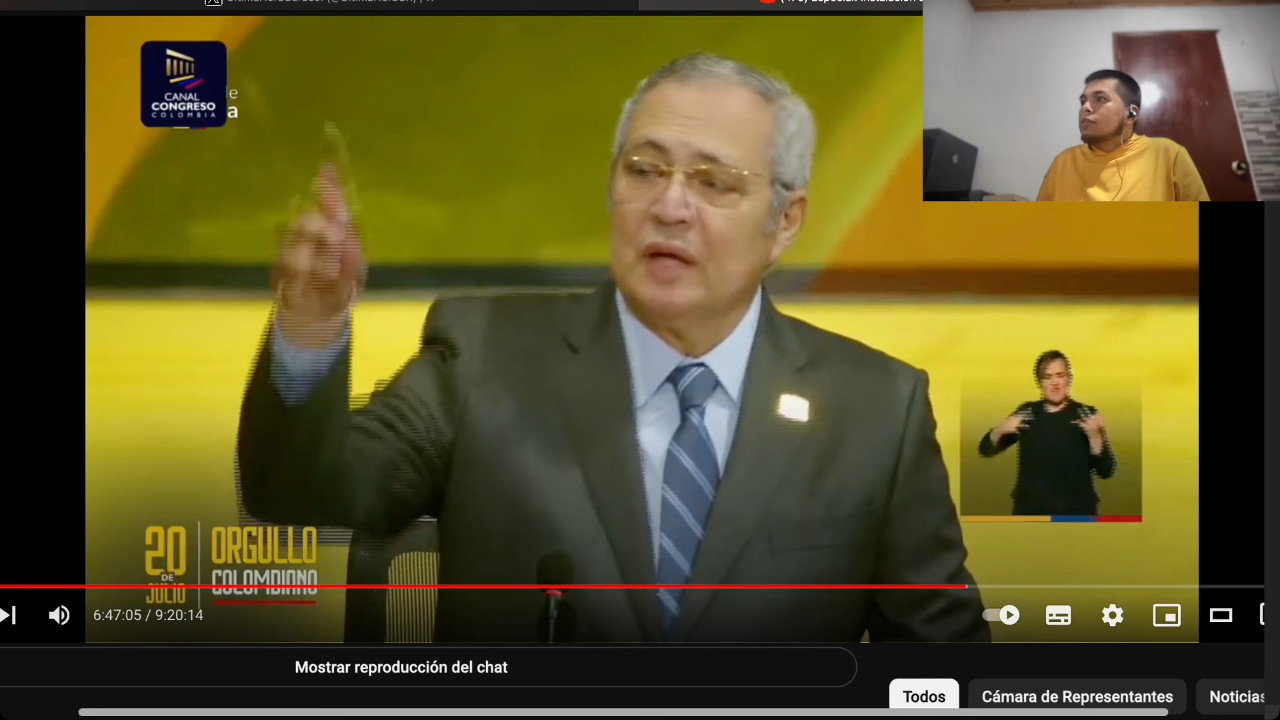 CANAL
CONGRESO
COLOMBIA
e
a
20
DE
JULIO
ORGULLO
COLOMBIANO
6:47:05 / 9:20:14
Mostrar reproducción del chat
Todos
Cámara de Representantes
Noticias